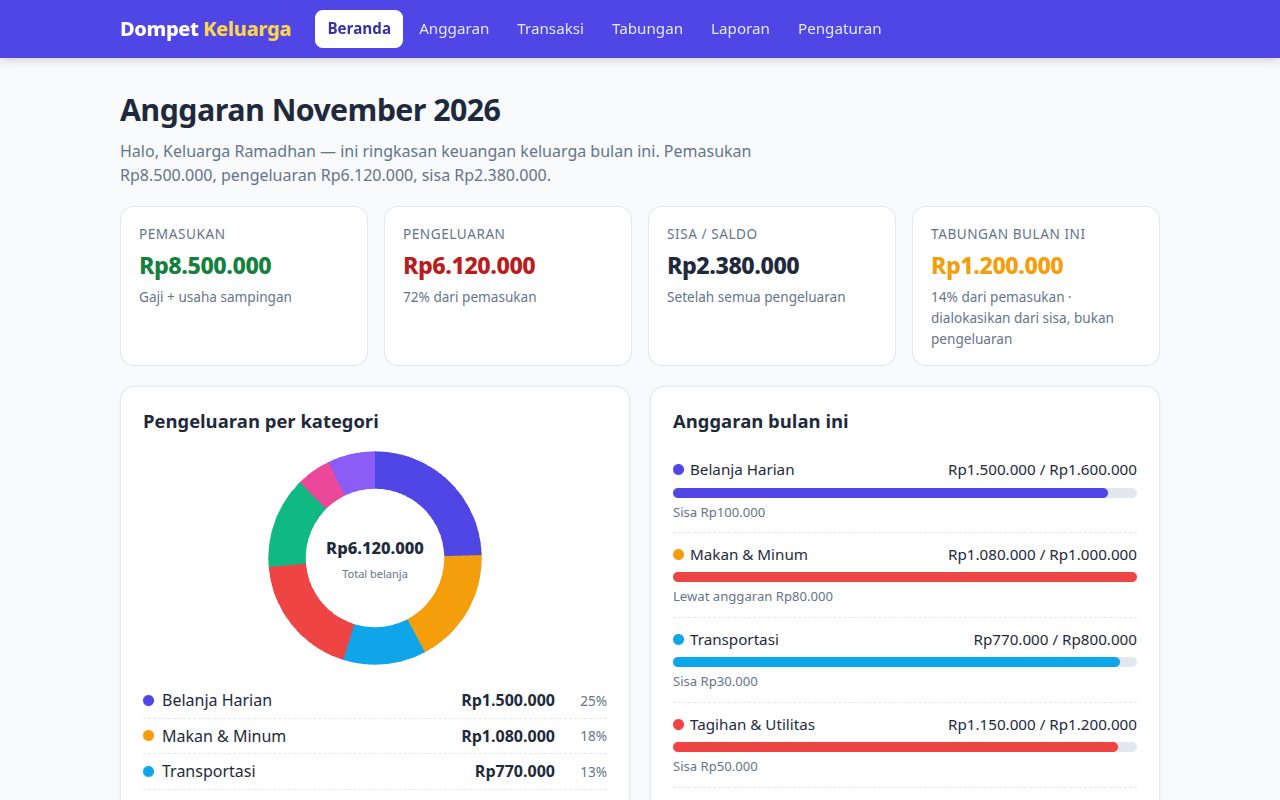 Dompet Keluarga
Beranda
Anggaran
Transaksi
Tabungan
Laporan
Pengaturan
Anggaran November 2026
Halo, Keluarga Ramadhan — ini ringkasan keuangan keluarga bulan ini. Pemasukan
Rp8.500.000, pengeluaran Rp6.120.000, sisa Rp2.380.000.
PEMASUKAN
Rp8.500.000
Gaji + usaha sampingan
PENGELUARAN
Rp6.120.000
72% dari pemasukan
SISA / SALDO
Rp2.380.000
Setelah semua pengeluaran
TABUNGAN BULAN INI
Rp1.200.000
14% dari pemasukan ·
dialokasikan dari sisa, bukan
pengeluaran
Pengeluaran per kategori
Rp6.120.000
Total belanja
Belanja Harian Rp1.500.000 25%
Makan & Minum Rp1.080.000 18%
Transportasi Rp770.000 13%
Anggaran bulan ini
Belanja Harian Rp1.500.000 / Rp1.600.000
Sisa Rp100.000
Makan & Minum Rp1.080.000 / Rp1.000.000
Lewat anggaran Rp80.000
Transportasi Rp770.000 / Rp800.000
Sisa Rp30.000
Tagihan & Utilitas Rp1.150.000 / Rp1.200.000
Sisa Rp50.000